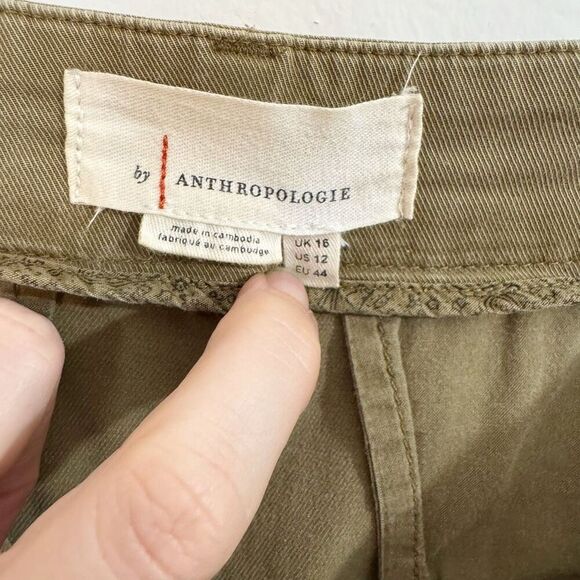 by ANTHROPOLOGIE
made in cambodia
fabriqué au cambodge
UK 16
US 12
EU 44